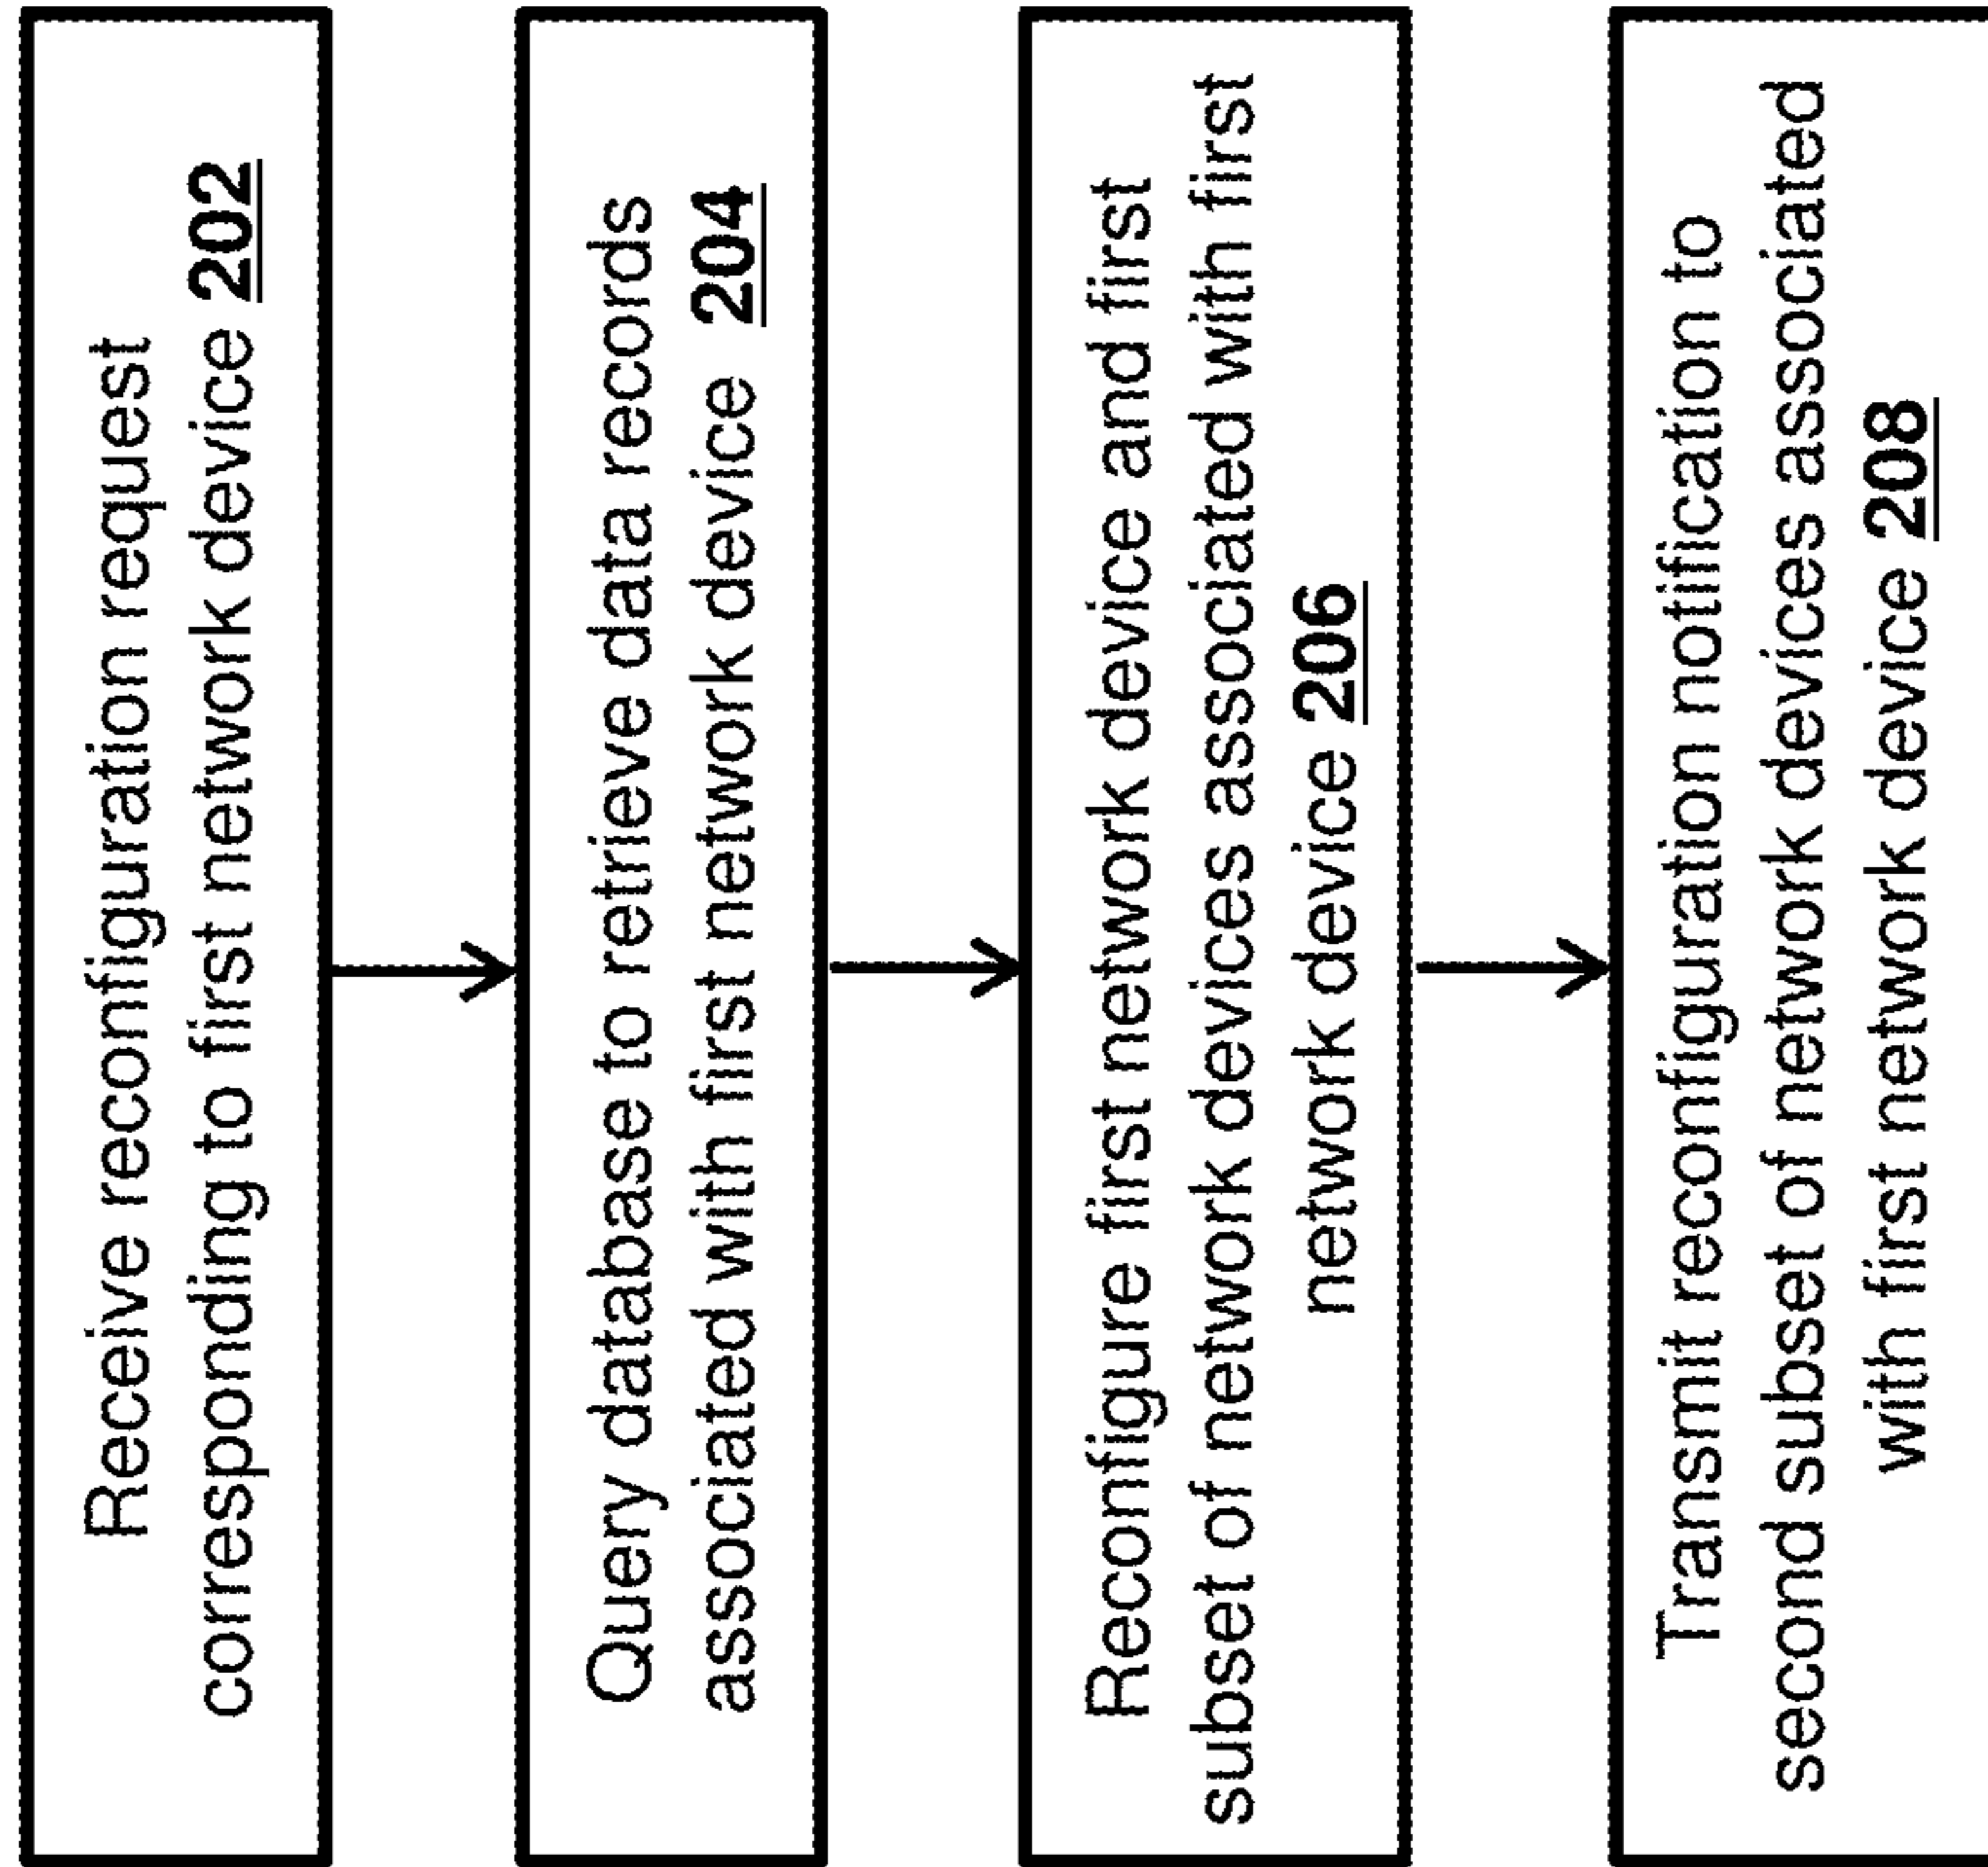 Receive reconfiguration request
corresponding to first network device 202
Query database to retrieve data records
associated with first network device 204
Reconfigure first network device and first
subset of network devices associated with first
network device 206
Transmit reconfiguration notification to
second subset of network devices associated
with first network device 208